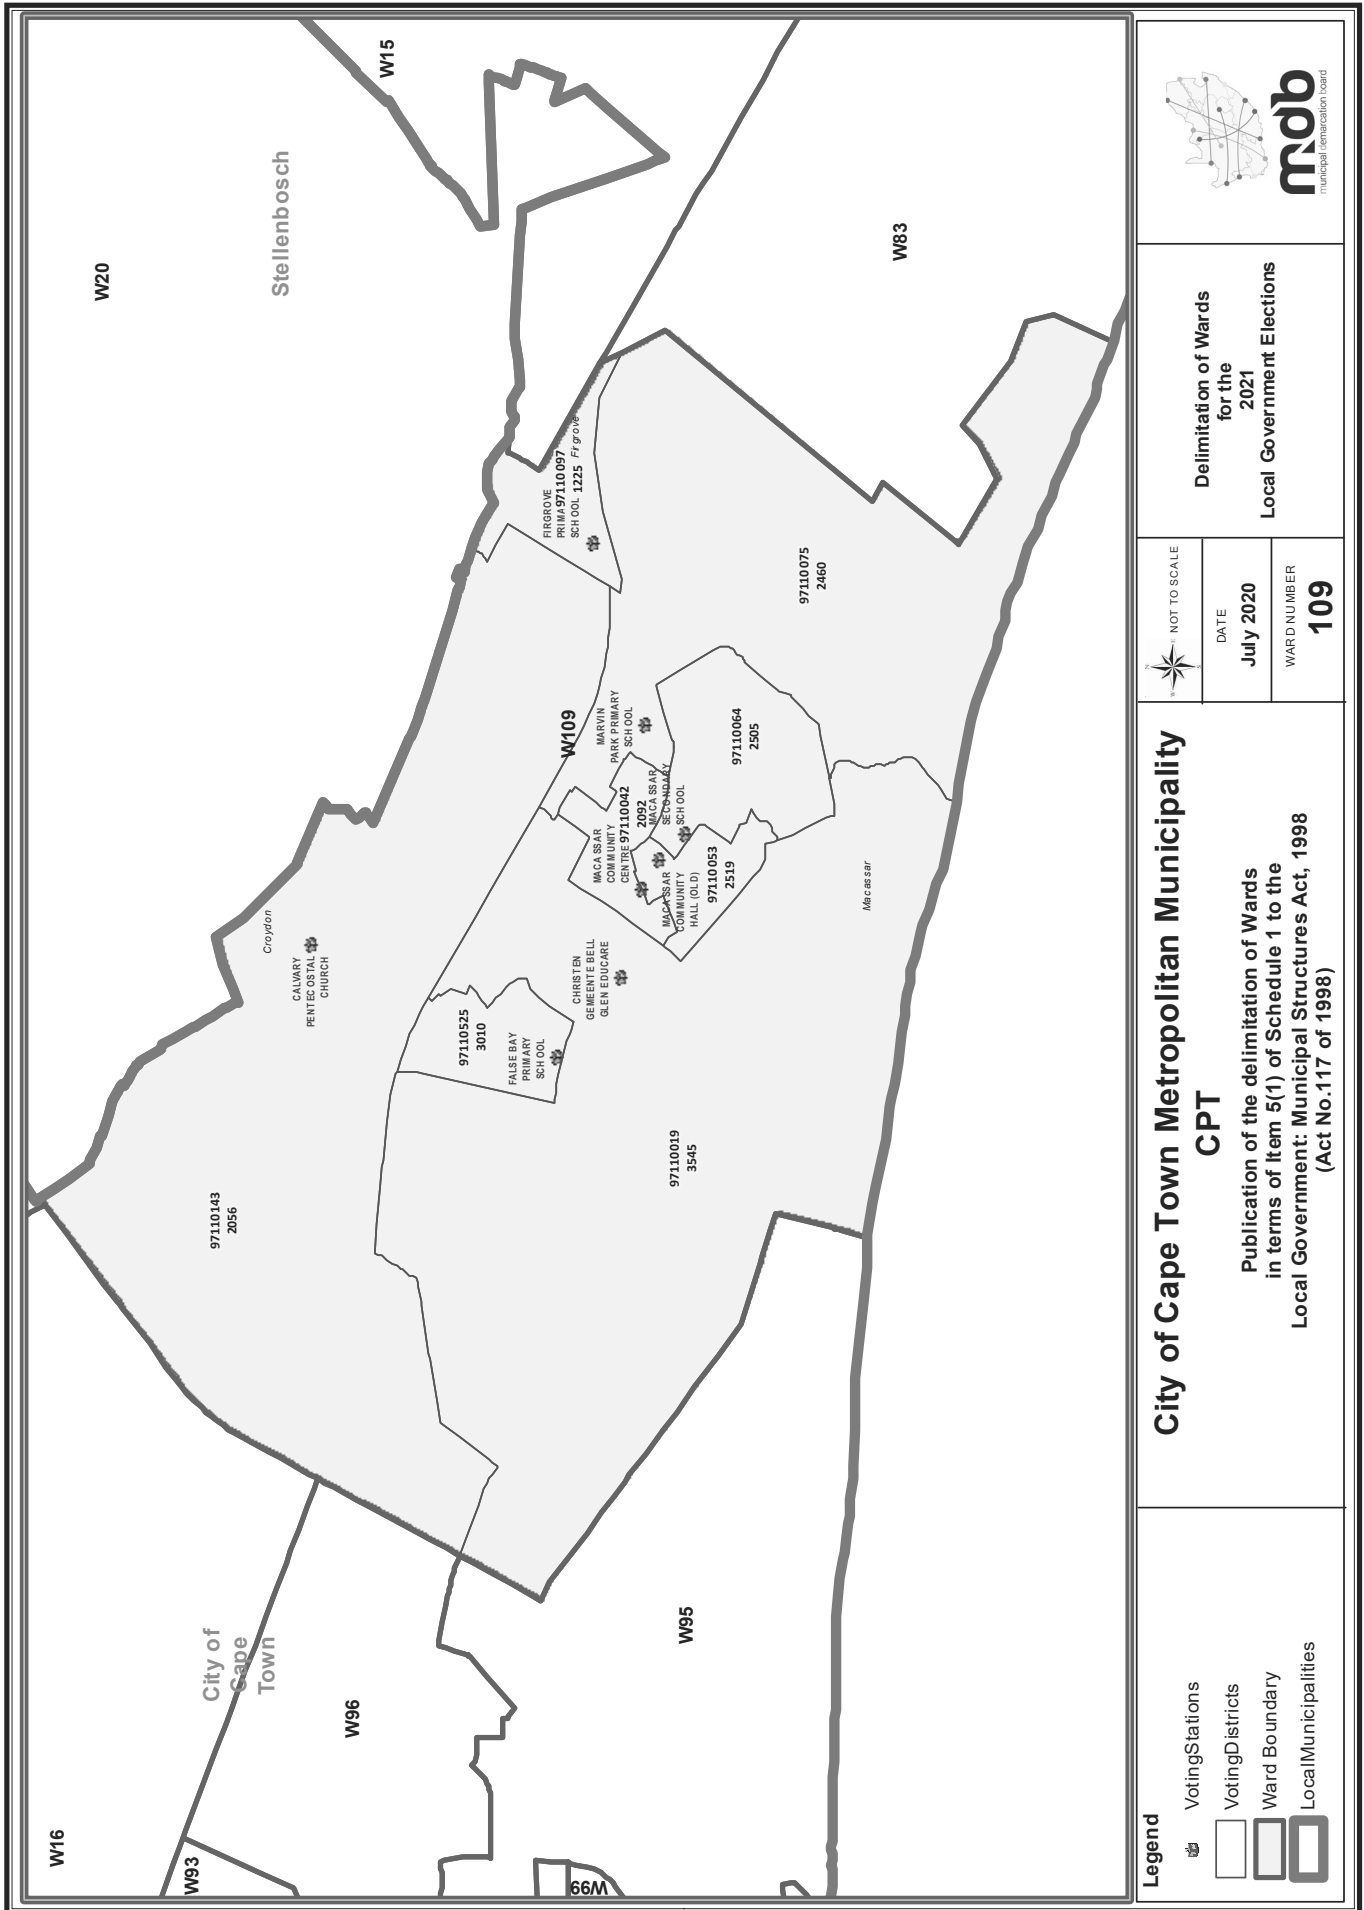 W15
W20
Stellenbosch
W83
FIRGROVE
PRIMA 97110097
SCHOOL 1225 Firgrove
97110075
2460
W109
MARVIN
PARK PRIMARY
SCHOOL
97110064
2505
97110042
2092
MACASSAR
SECONDARY
SCHOOL
MACASSAR
COMMUNITY
CENTRE
MACASSAR
COMMUNITY
HALL (OLD)
97110053
2519
Macassar
Croydon
CALVARY
PENTECOSTAL
CHURCH
CHRISTEN
GEMEENTE BELL
GLEN EDUCARE
97110525
3010
FALSE BAY
PRIMARY
SCHOOL
97110019
3545
97110143
2056
City of
Cape
Town
W95
W96
W16
W93
W99
Legend
VotingStations
VotingDistricts
Ward Boundary
LocalMunicipalities
City of Cape Town Metropolitan Municipality
CPT
Publication of the delimitation of Wards
in terms of Item 5(1) of Schedule 1 to the
Local Government: Municipal Structures Act, 1998
(Act No.117 of 1998)
N
E
S
W
NOT TO SCALE
DATE
July 2020
WARD NUMBER
109
Delimitation of Wards
for the
2021
Local Government Elections
mdb
municipal demarcation board